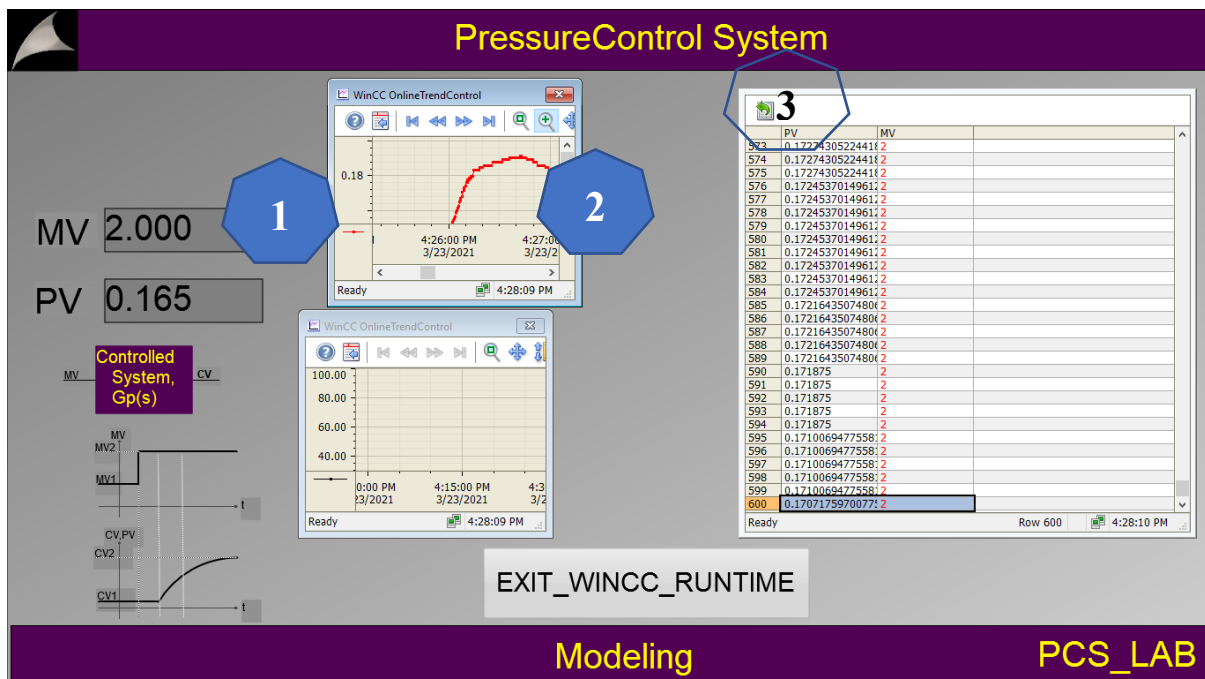 PressureControl System
WinCC OnlineTrendControl
0.18
4:26:00 PM
3/23/2021
4:27:0
3/23/2
Ready
4:28:09 PM
1
2
3
MV 2.000
PV 0.165
Controlled
System,
Gp(s)
MV
CV
MV
MV2
MV1
t
CV,PV
CV2
CV1
t
WinCC OnlineTrendControl
100.00
80.00
60.00
40.00
0:00 PM
3/2021
4:15:00 PM
3/23/2021
4:3
3/2
Ready
4:28:09 PM
PV MV
573 0.17274305224418 2
574 0.17274305224418 2
575 0.17274305224418 2
576 0.17245370149612 2
577 0.17245370149612 2
578 0.17245370149612 2
579 0.17245370149612 2
580 0.17245370149612 2
581 0.17245370149612 2
582 0.17245370149612 2
583 0.17245370149612 2
584 0.17245370149612 2
585 0.17216435074806 2
586 0.17216435074806 2
587 0.17216435074806 2
588 0.17216435074806 2
589 0.17216435074806 2
590 0.171875 2
591 0.171875 2
592 0.171875 2
593 0.171875 2
594 0.171875 2
595 0.17100694775581 2
596 0.17100694775581 2
597 0.17100694775581 2
598 0.17100694775581 2
599 0.17100694775581 2
600 0.17071759700775 2
Ready
Row 600
4:28:10 PM
EXIT_WINCC_RUNTIME
Modeling
PCS_LAB